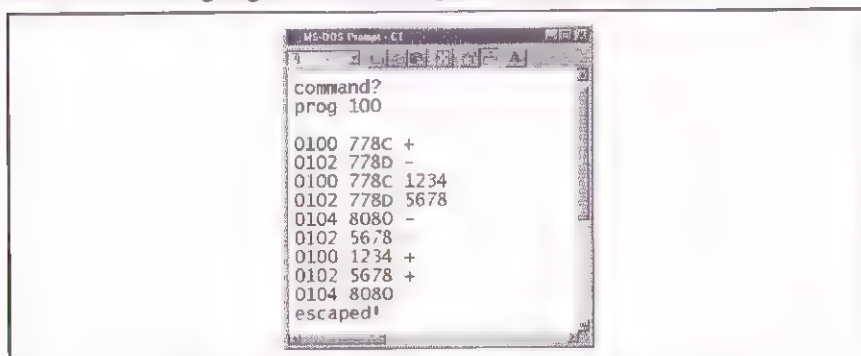 MS-DOS Prompt - CI
command?
prog 100
0100 778C +
0102 778D -
0100 778C 1234
0102 778D 5678
0104 8080 -
0102 5678
0100 1234 +
0102 5678 +
0104 8080
escaped!